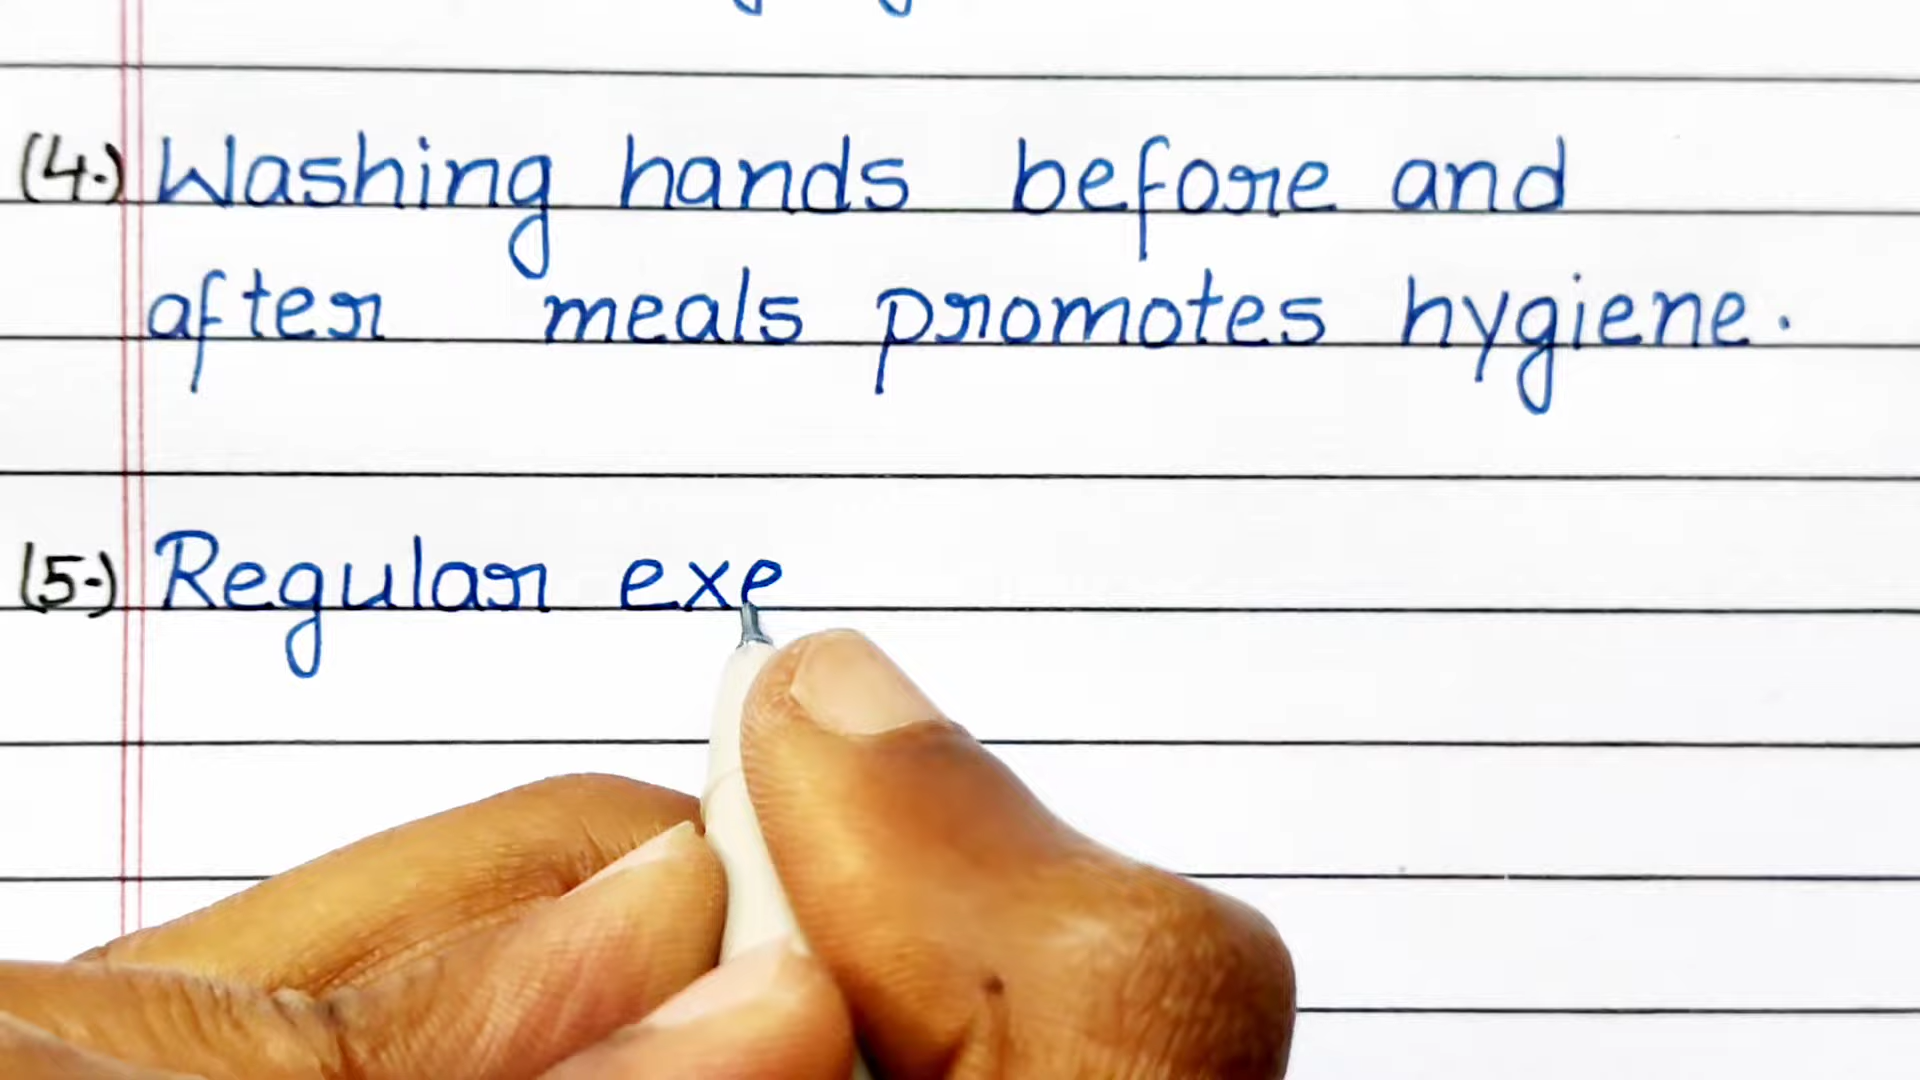 (4.) Washing hands before and
after meals promotes hygiene.
(5.) Regular exe